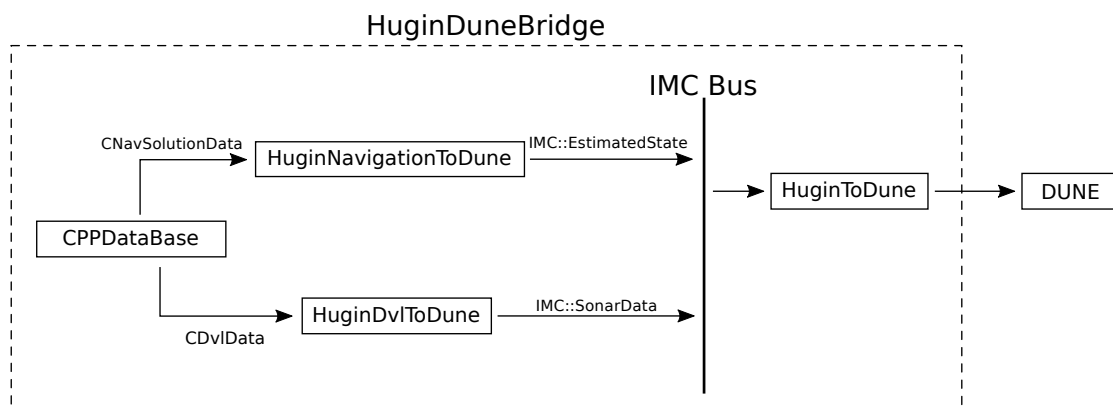 HuginDuneBridge
IMC Bus
CNavSolutionData
IMC::EstimatedState
HuginNavigationToDune
HuginToDune
DUNE
CPPDataBase
IMC::SonarData
HuginDvlToDune
CDvlData